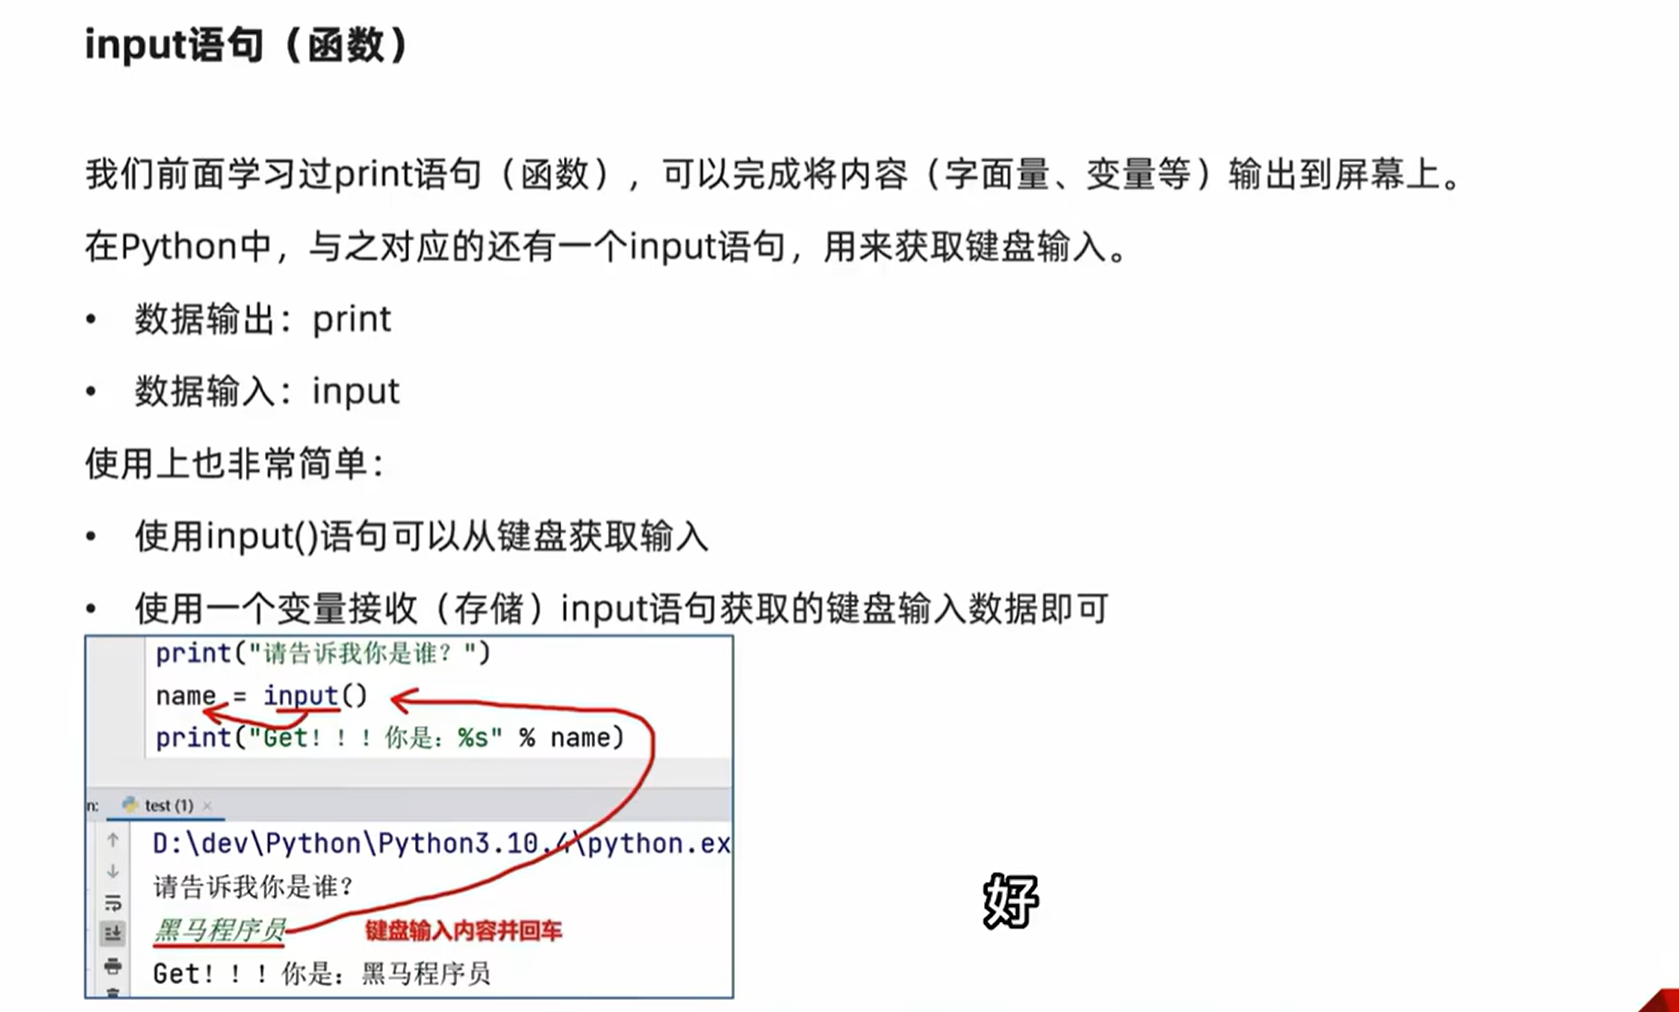 input语句（函数）
我们前面学习过print语句（函数），可以完成将内容（字面量、变量等）输出到屏幕上。
在Python中，与之对应的还有一个input语句，用来获取键盘输入。
• 数据输出：print
• 数据输入：input
使用上也非常简单：
• 使用input()语句可以从键盘获取输入
• 使用一个变量接收（存储）input语句获取的键盘输入数据即可
print("请告诉我你是谁？")
name = input()
print("Get！！！你是：%s" % name)
n: test (1) ×
D:\dev\Python\Python3.10.4\python.ex
请告诉我你是谁？
黑马程序员 键盘输入内容并回车
Get！！！你是：黑马程序员
好